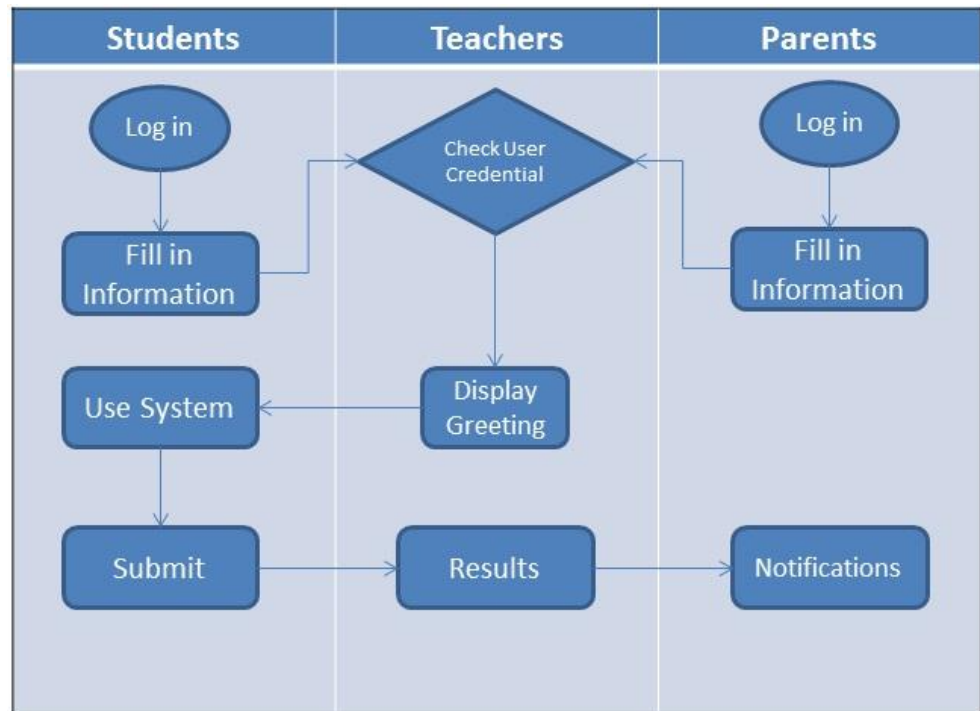 Students
Teachers
Parents
Log in
Check User
Credential
Log in
Fill in
Information
Fill in
Information
Use System
Display
Greeting
Submit
Results
Notifications